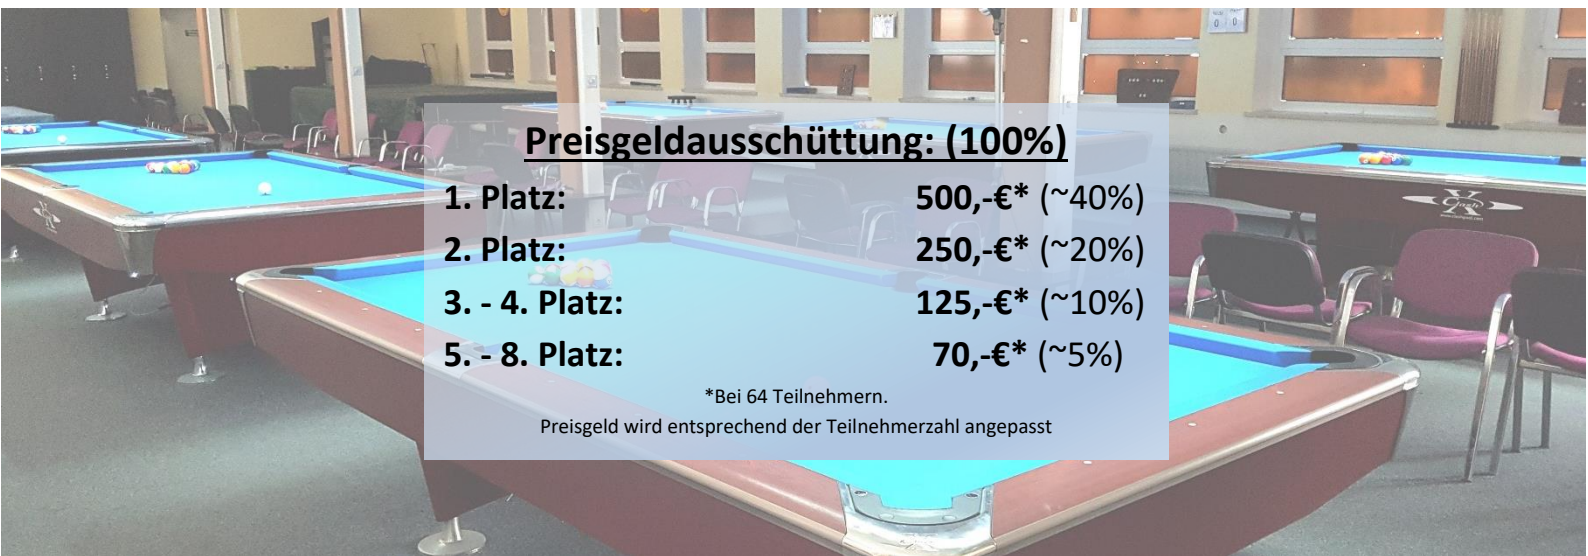 Preisgeldausschüttung: (100%)
1. Platz: 500,-€* (~40%)
2. Platz: 250,-€* (~20%)
3. - 4. Platz: 125,-€* (~10%)
5. - 8. Platz: 70,-€* (~5%)
*Bei 64 Teilnehmern.
Preisgeld wird entsprechend der Teilnehmerzahl angepasst